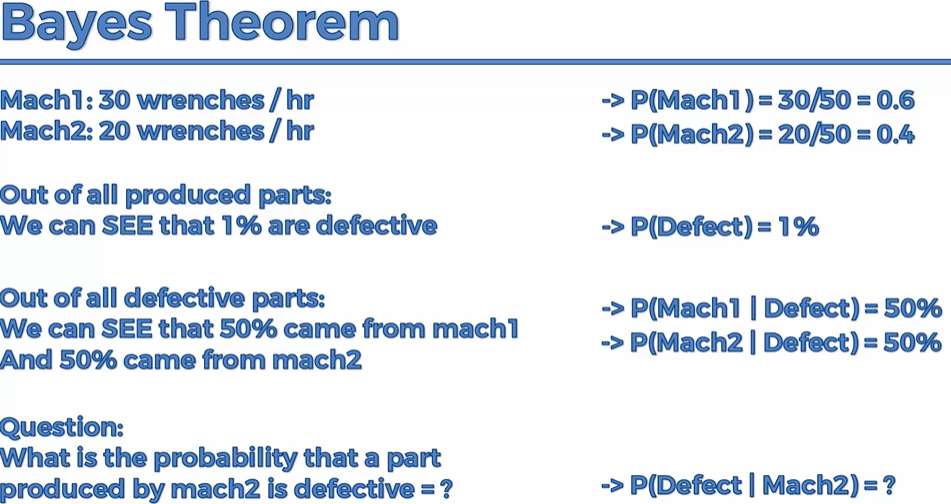 Bayes Theorem
Mach1: 30 wrenches / hr
-> P(Mach1) = 30/50 = 0.6
Mach2: 20 wrenches / hr
-> P(Mach2) = 20/50 = 0.4
Out of all produced parts:
We can SEE that 1% are defective
-> P(Defect) = 1%
Out of all defective parts:
We can SEE that 50% came from mach1
-> P(Mach1 | Defect) = 50%
And 50% came from mach2
-> P(Mach2 | Defect) = 50%
Question:
What is the probability that a part
produced by mach2 is defective = ?
-> P(Defect | Mach2) = ?